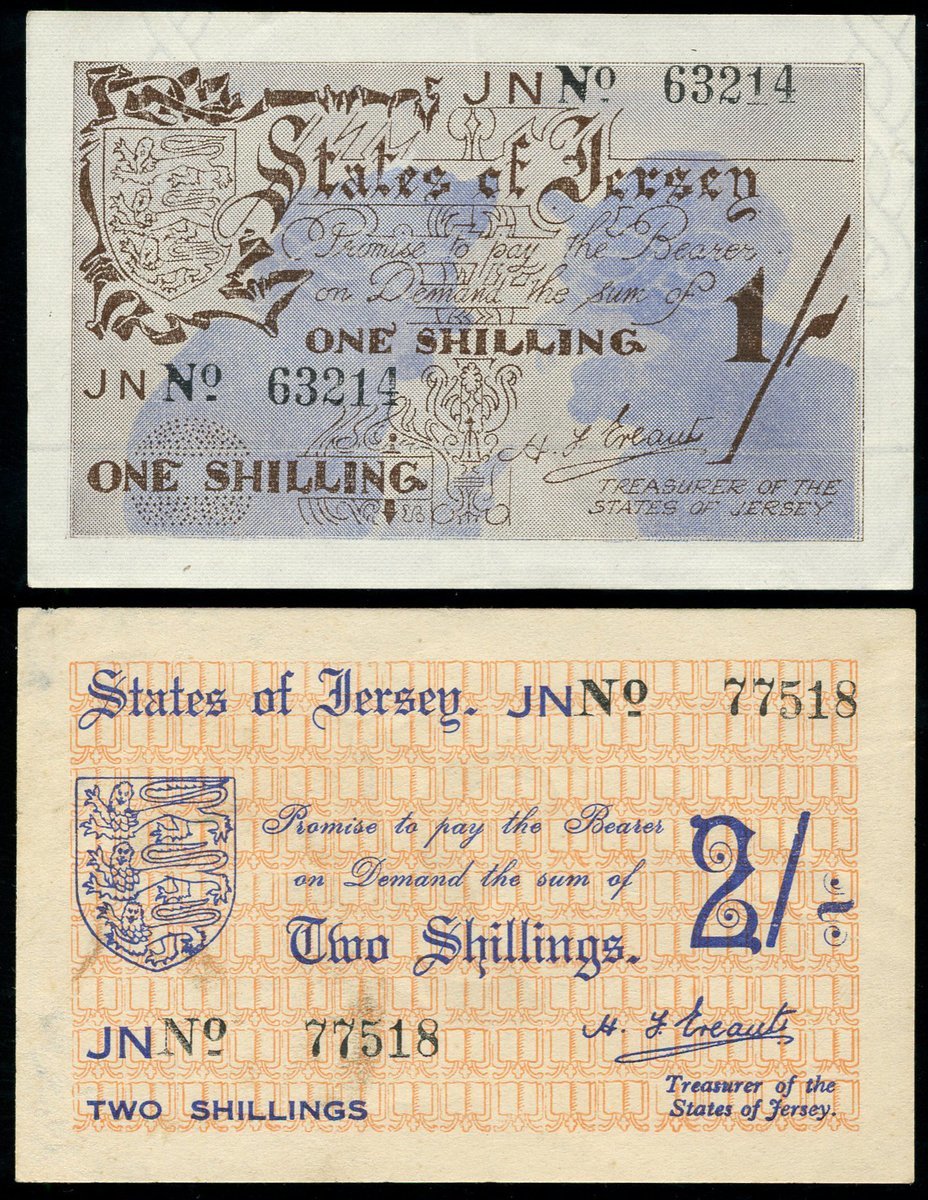 JN No 63214
States of Jersey
Promise to pay the Bearer
on Demand the sum of
ONE SHILLING
1/-
JN No 63214
ONE SHILLING
H. F. Ereaut
TREASURER OF THE
STATES OF JERSEY
States of Jersey. JN No 77518
Promise to pay the Bearer
on Demand the sum of
Two Shillings.
2/-
JN No 77518
H. F. Ereaut
TWO SHILLINGS
Treasurer of the
States of Jersey.